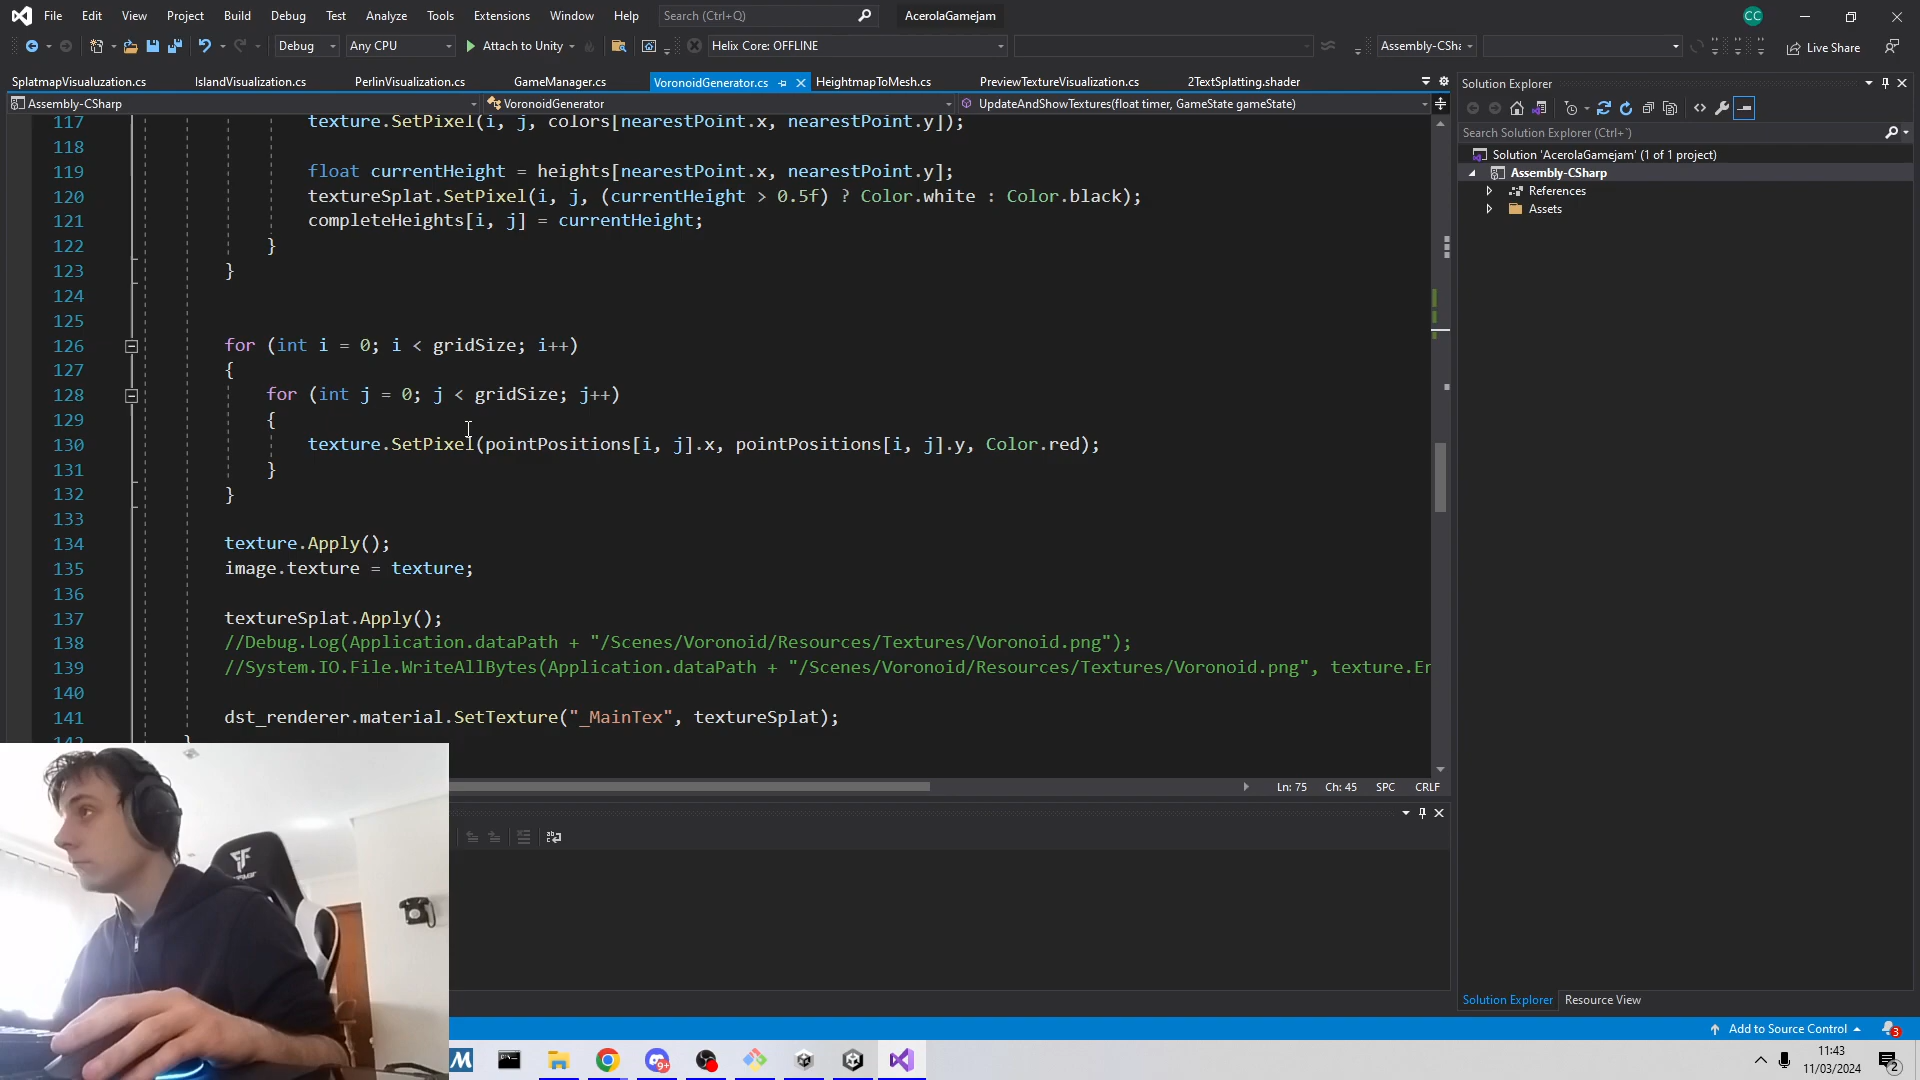 File Edit View Project Build Debug Test Analyze Tools Extensions Window Help Search (Ctrl+Q) AcerolaGamejam CC
Debug Any CPU Attach to Unity Helix Core: OFFLINE Assembly-CSha Live Share
SplatmapVisualuzation.cs IslandVisualization.cs PerlinVisualization.cs GameManager.cs VoronoidGenerator.cs HeightmapToMesh.cs PreviewTextureVisualization.cs 2TextSplatting.shader
Assembly-CSharp VoronoidGenerator UpdateAndShowTextures(float timer, GameState gameState)
117 texture.SetPixel(i, j, colors[nearestPoint.x, nearestPoint.y]);
118
119 float currentHeight = heights[nearestPoint.x, nearestPoint.y];
120 textureSplat.SetPixel(i, j, (currentHeight > 0.5f) ? Color.white : Color.black);
121 completeHeights[i, j] = currentHeight;
122 }
123 }
124
125
126 for (int i = 0; i < gridSize; i++)
127 {
128 for (int j = 0; j < gridSize; j++)
129 {
130 texture.SetPixel(pointPositions[i, j].x, pointPositions[i, j].y, Color.red);
131 }
132 }
133
134 texture.Apply();
135 image.texture = texture;
136
137 textureSplat.Apply();
138 //Debug.Log(Application.dataPath + "/Scenes/Voronoid/Resources/Textures/Voronoid.png");
139 //System.IO.File.WriteAllBytes(Application.dataPath + "/Scenes/Voronoid/Resources/Textures/Voronoid.png", texture.En
140
141 dst_renderer.material.SetTexture("_MainTex", textureSplat);
Ln: 75 Ch: 45 SPC CRLF
Solution Explorer
Search Solution Explorer (Ctrl+¨)
Solution 'AcerolaGamejam' (1 of 1 project)
Assembly-CSharp
References
Assets
Solution Explorer Resource View
Add to Source Control 3
9+
11:43
11/03/2024
2